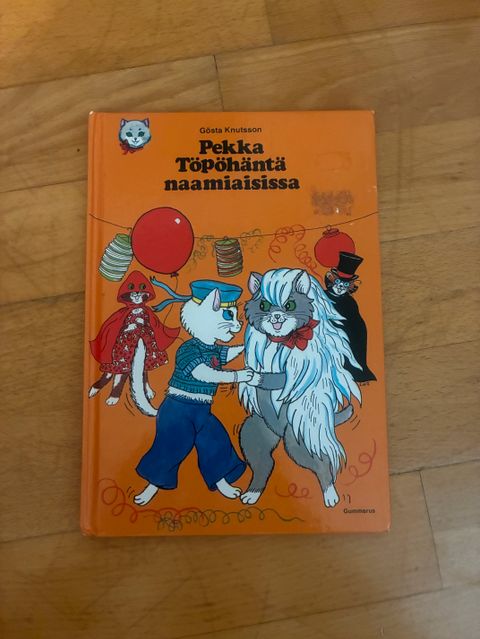 Gösta Knutsson
Pekka
Töpöhäntä
naamiaisissa
Gummerus